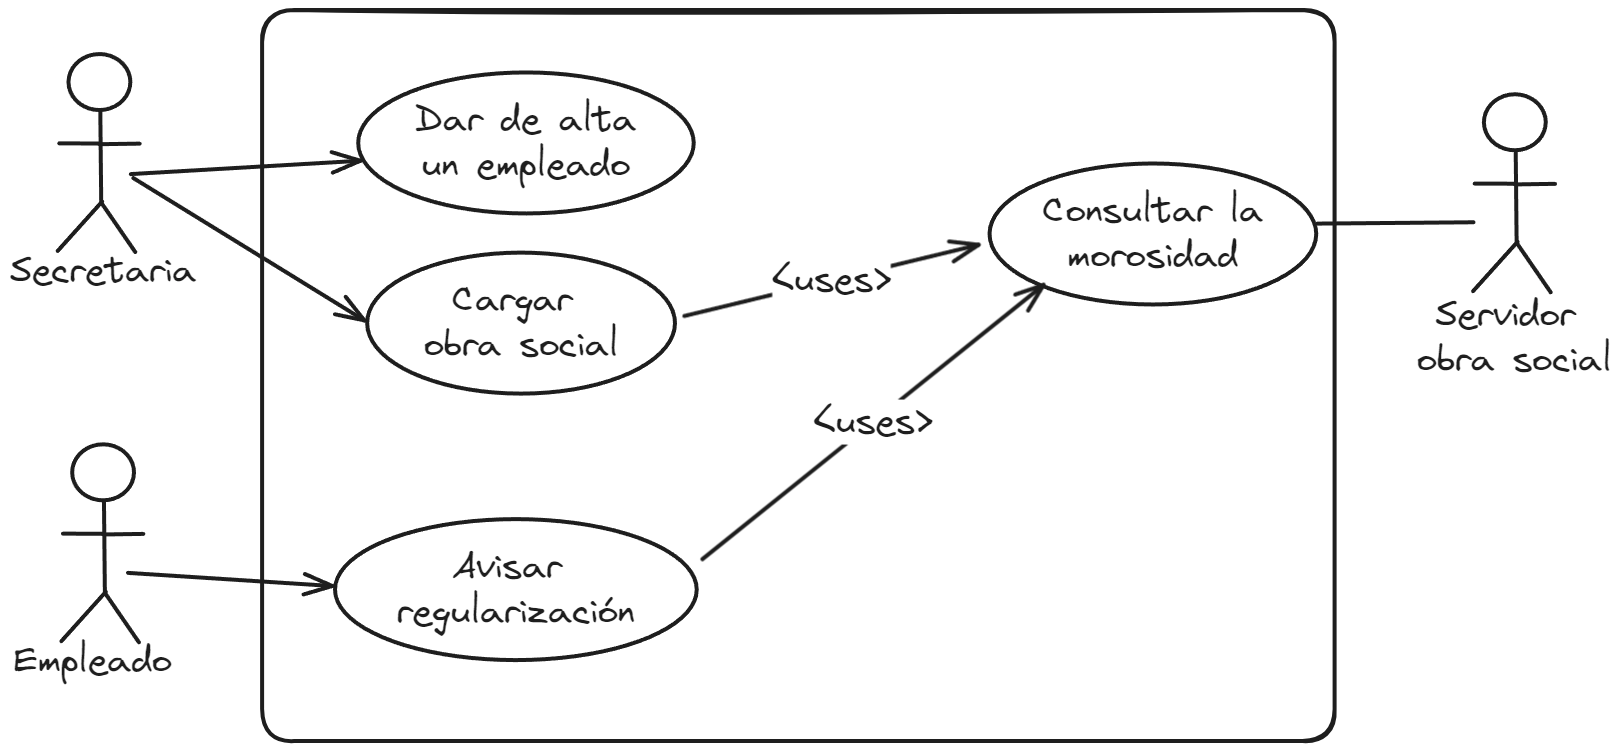 Dar de alta
un empleado
Secretaria
Cargar
obra social
<uses>
Consultar la
morosidad
Servidor
obra social
<uses>
Avisar
regularización
Empleado